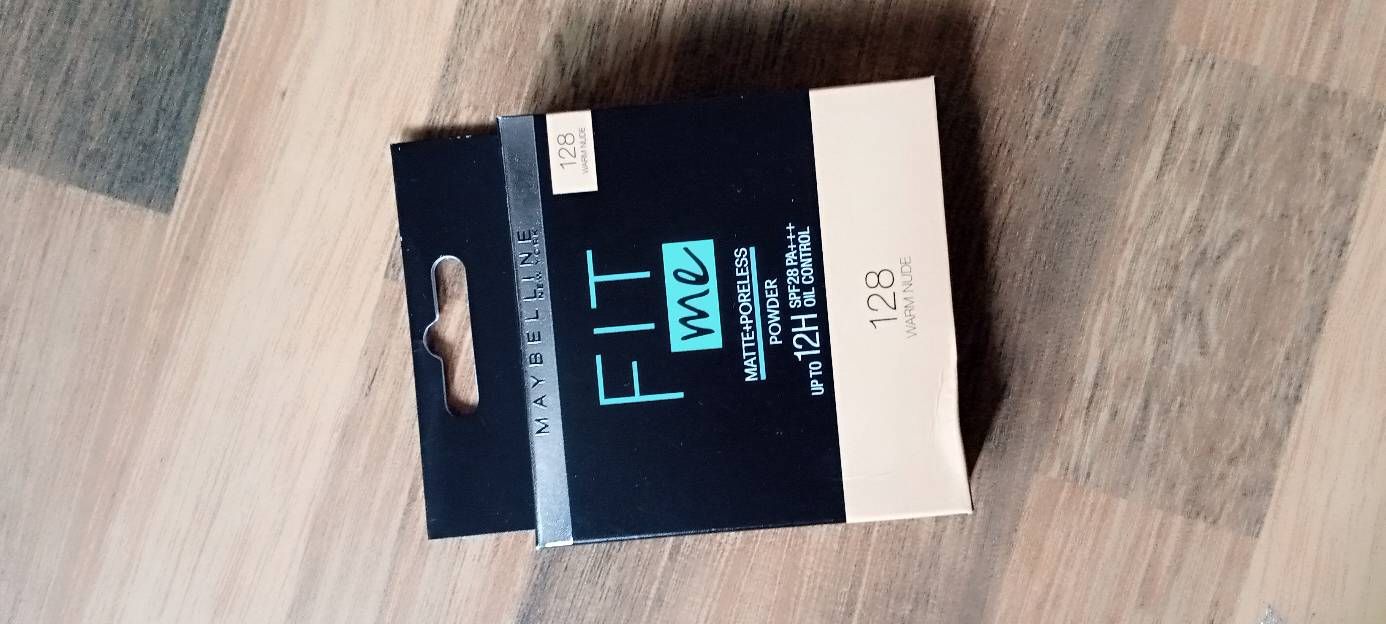 MAYBELLINE
NEW YORK
128
WARM NUDE
FIT
me
MATTE+PORELESS
POWDER
UP TO 12H SPF28 PA+++
OIL CONTROL
128
WARM NUDE